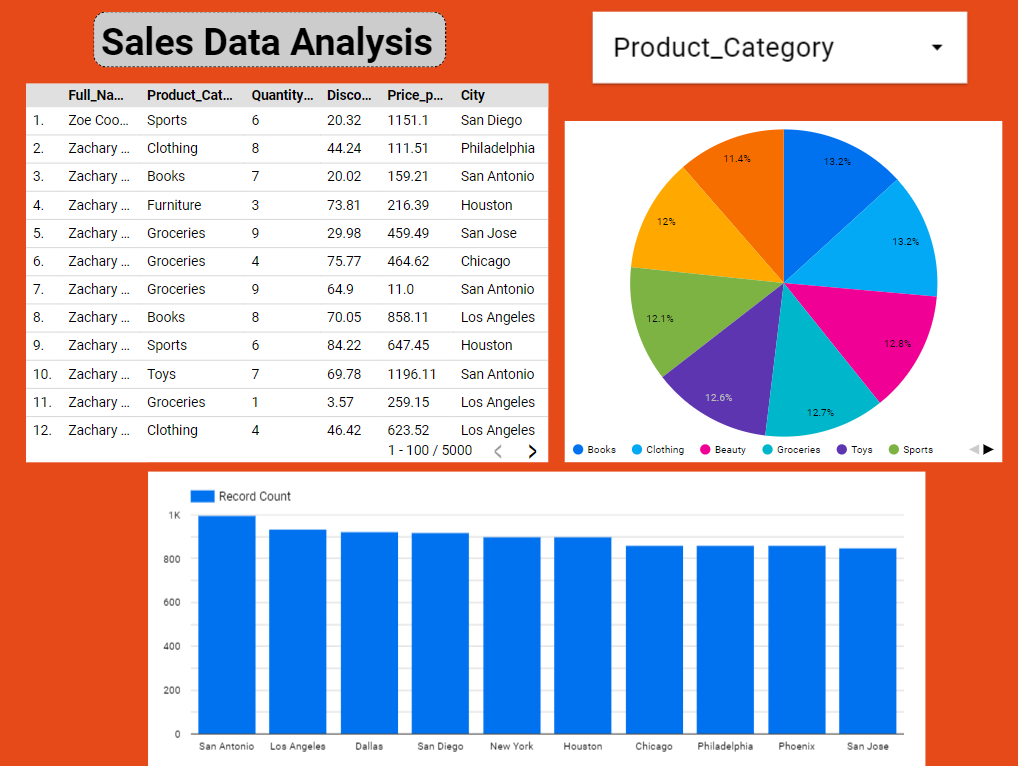 Sales Data Analysis
Product_Category
Full_Na... Product_Cat... Quantity... Disco... Price_p... City
1. Zoe Coo... Sports 6 20.32 1151.1 San Diego
2. Zachary ... Clothing 8 44.24 111.51 Philadelphia
3. Zachary ... Books 7 20.02 159.21 San Antonio
4. Zachary ... Furniture 3 73.81 216.39 Houston
5. Zachary ... Groceries 9 29.98 459.49 San Jose
6. Zachary ... Groceries 4 75.77 464.62 Chicago
7. Zachary ... Groceries 9 64.9 11.0 San Antonio
8. Zachary ... Books 8 70.05 858.11 Los Angeles
9. Zachary ... Sports 6 84.22 647.45 Houston
10. Zachary ... Toys 7 69.78 1196.11 San Antonio
11. Zachary ... Groceries 1 3.57 259.15 Los Angeles
12. Zachary ... Clothing 4 46.42 623.52 Los Angeles
1 - 100 / 5000
11.4%
13.2%
12%
13.2%
12.1%
12.8%
12.6%
12.7%
Books Clothing Beauty Groceries Toys Sports
Record Count
1K
800
600
400
200
0
San Antonio Los Angeles Dallas San Diego New York Houston Chicago Philadelphia Phoenix San Jose